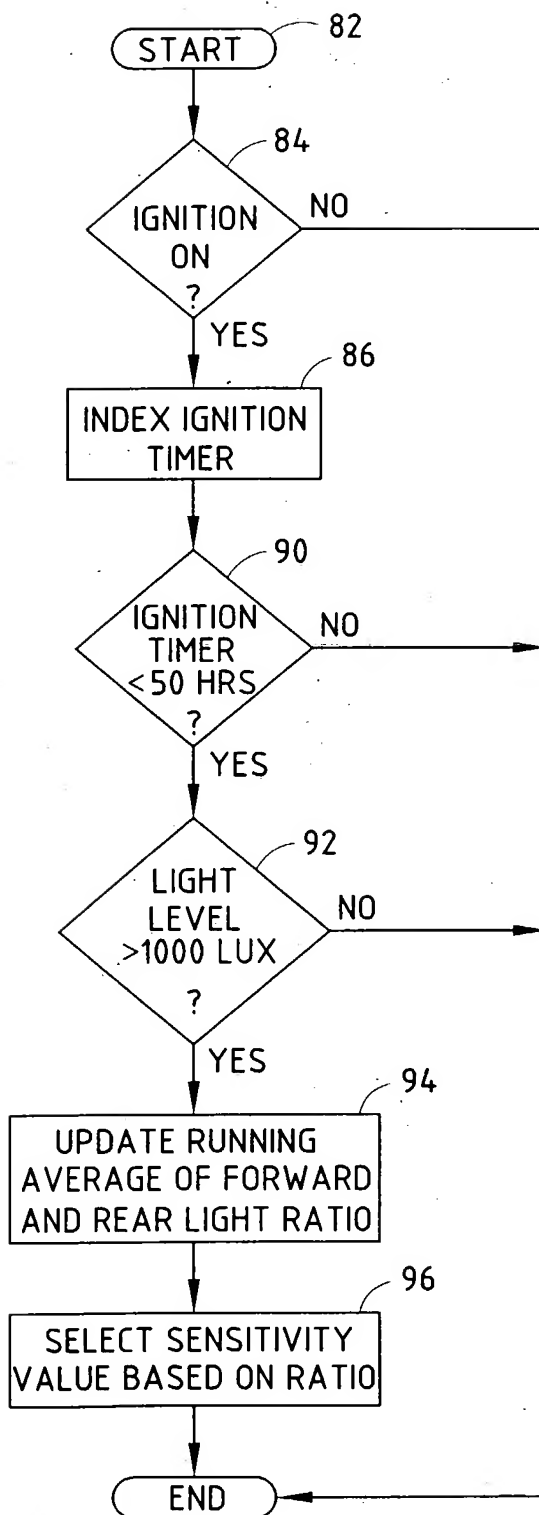 START
82
84
IGNITION
ON
?
NO
YES
86
INDEX IGNITION
TIMER
90
IGNITION
TIMER
<50 HRS
?
NO
YES
92
LIGHT
LEVEL
>1000 LUX
?
NO
YES
94
UPDATE RUNNING
AVERAGE OF FORWARD
AND REAR LIGHT RATIO
96
SELECT SENSITIVITY
VALUE BASED ON RATIO
END